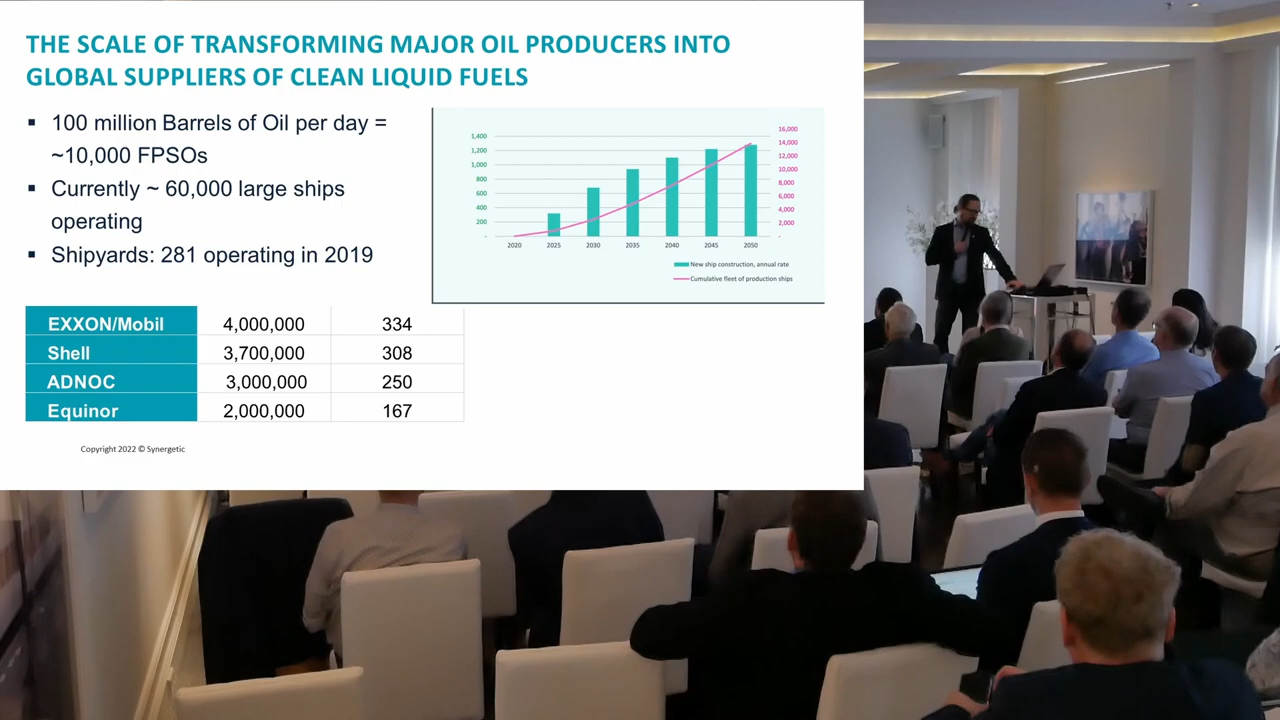 THE SCALE OF TRANSFORMING MAJOR OIL PRODUCERS INTO
GLOBAL SUPPLIERS OF CLEAN LIQUID FUELS
▪ 100 million Barrels of Oil per day =
~10,000 FPSOs
▪ Currently ~ 60,000 large ships
operating
▪ Shipyards: 281 operating in 2019
1,400
1,200
1,000
800
600
400
200
-
16,000
14,000
12,000
10,000
8,000
6,000
4,000
2,000
-
2020 2025 2030 2035 2040 2045 2050
New ship construction, annual rate
Cumulative fleet of production ships
EXXON/Mobil 4,000,000 334
Shell 3,700,000 308
ADNOC 3,000,000 250
Equinor 2,000,000 167
Copyright 2022 © Synergetic